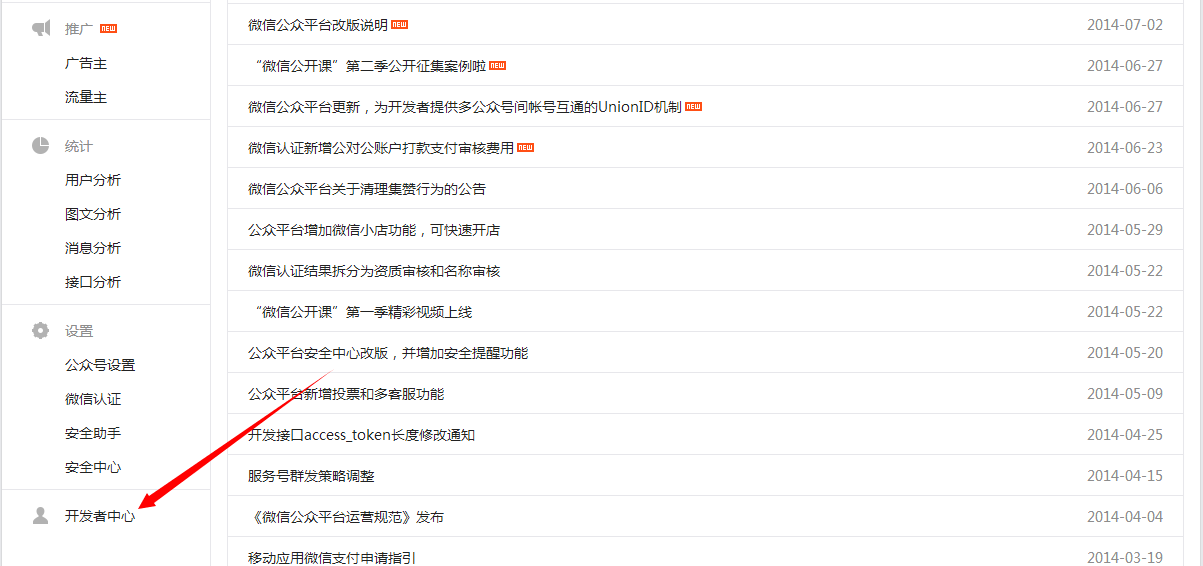 推广 NEW
广告主
流量主
统计
用户分析
图文分析
消息分析
接口分析
设置
公众号设置
微信认证
安全助手
安全中心
开发者中心
微信公众平台改版说明 NEW 2014-07-02
“微信公开课”第二季公开征集案例啦 NEW 2014-06-27
微信公众平台更新，为开发者提供多公众号间帐号互通的UnionID机制 NEW 2014-06-27
微信认证新增公对公账户打款支付审核费用 NEW 2014-06-23
微信公众平台关于清理集赞行为的公告 2014-06-06
公众平台增加微信小店功能，可快速开店 2014-05-29
微信认证结果拆分为资质审核和名称审核 2014-05-22
“微信公开课”第一季精彩视频上线 2014-05-22
公众平台安全中心改版，并增加安全提醒功能 2014-05-20
公众平台新增投票和多客服功能 2014-05-09
开发接口access_token长度修改通知 2014-04-25
服务号群发策略调整 2014-04-15
《微信公众平台运营规范》发布 2014-04-04
移动应用微信支付申请指引 2014-03-19